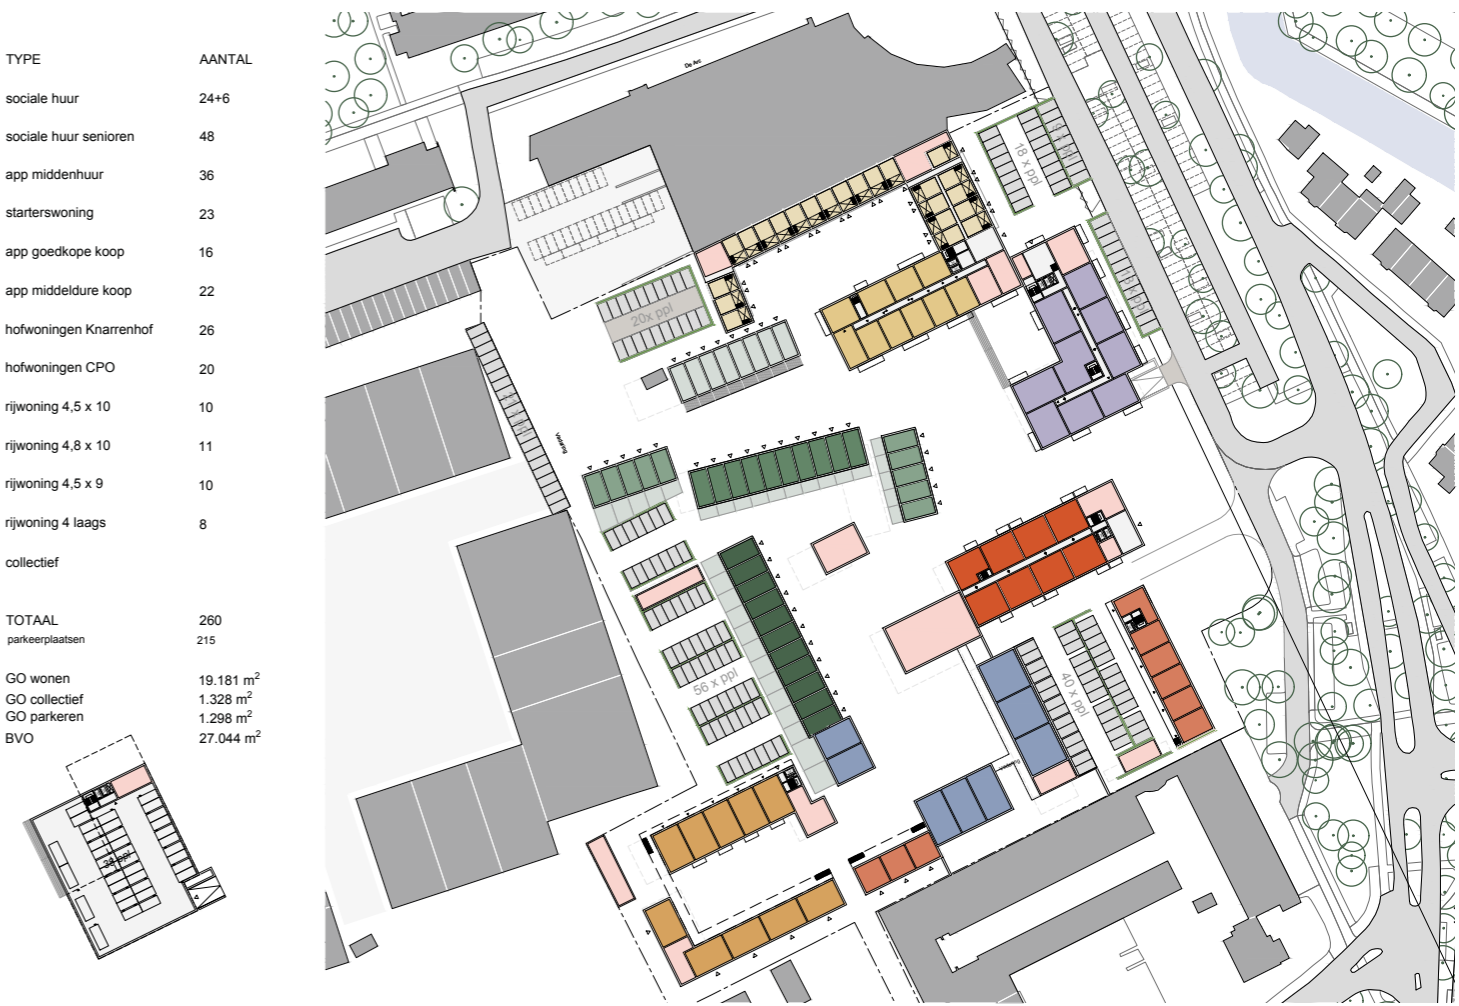 TYPE AANTAL
sociale huur 24+6
sociale huur senioren 48
app middenhuur 36
starterswoning 23
app goedkope koop 16
app middeldure koop 22
hofwoningen Knarrenhof 26
hofwoningen CPO 20
rijwoning 4,5 x 10 10
rijwoning 4,8 x 10 11
rijwoning 4,5 x 9 10
rijwoning 4 laags 8
collectief
TOTAAL 260
parkeerplaatsen 215
GO wonen 19.181 m²
GO collectief 1.328 m²
GO parkeren 1.298 m²
BVO 27.044 m²
De Arc
18 x ppl
20x ppl
56 x ppl
40 x ppl